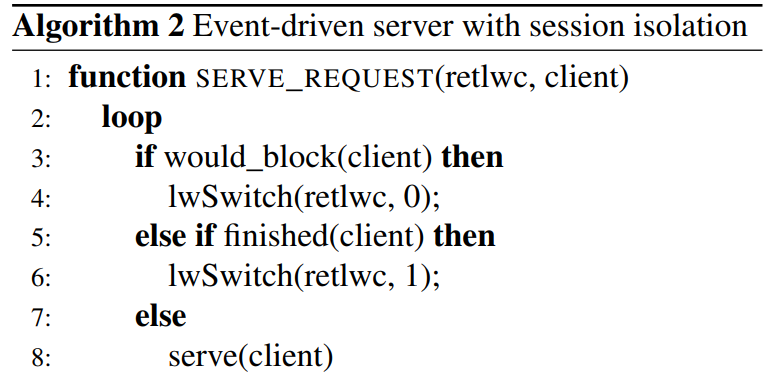 Algorithm 2 Event-driven server with session isolation
1: function SERVE_REQUEST(retlwc, client)
2: loop
3: if would_block(client) then
4: lwSwitch(retlwc, 0);
5: else if finished(client) then
6: lwSwitch(retlwc, 1);
7: else
8: serve(client)